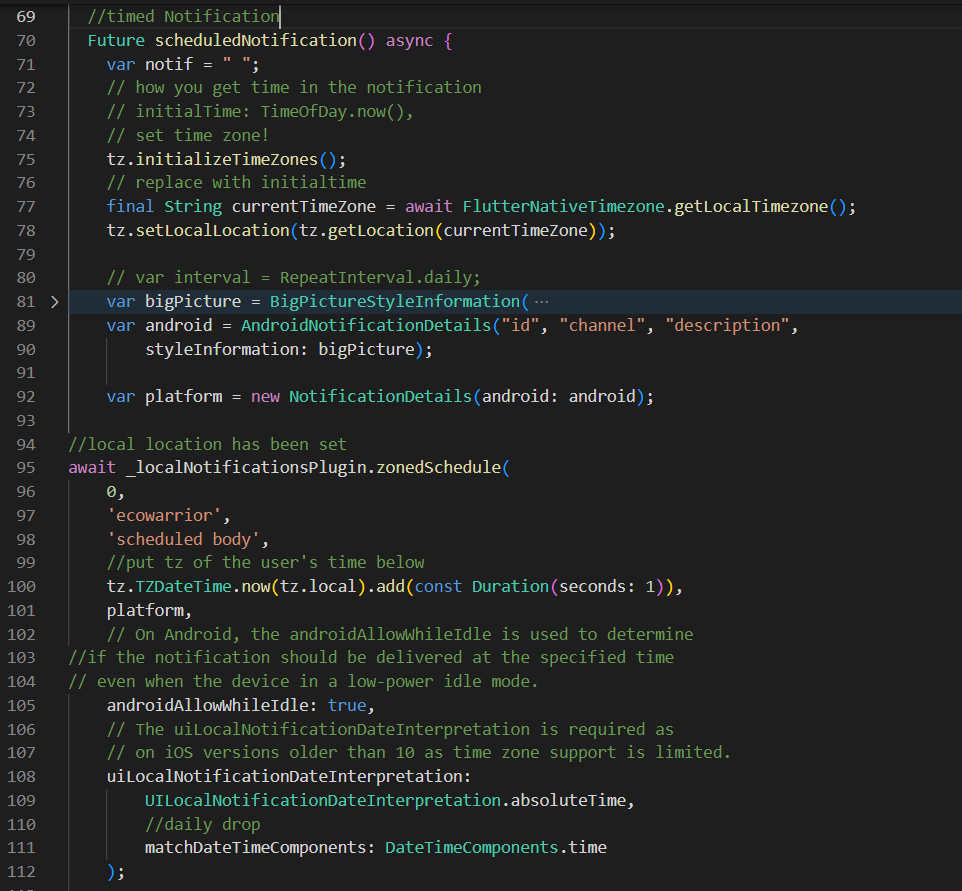 69 //timed Notification
70 Future scheduledNotification() async {
71 var notif = " ";
72 // how you get time in the notification
73 // initialTime: TimeOfDay.now(),
74 // set time zone!
75 tz.initializeTimeZones();
76 // replace with initialtime
77 final String currentTimeZone = await FlutterNativeTimezone.getLocalTimezone();
78 tz.setLocalLocation(tz.getLocation(currentTimeZone));
79
80 // var interval = RepeatInterval.daily;
81 > var bigPicture = BigPictureStyleInformation( ⋯
89 var android = AndroidNotificationDetails("id", "channel", "description",
90 styleInformation: bigPicture);
91
92 var platform = new NotificationDetails(android: android);
93
94 //local location has been set
95 await _localNotificationsPlugin.zonedSchedule(
96 0,
97 'ecowarrior',
98 'scheduled body',
99 //put tz of the user's time below
100 tz.TZDateTime.now(tz.local).add(const Duration(seconds: 1)),
101 platform,
102 // On Android, the androidAllowWhileIdle is used to determine
103 //if the notification should be delivered at the specified time
104 // even when the device in a low-power idle mode.
105 androidAllowWhileIdle: true,
106 // The uiLocalNotificationDateInterpretation is required as
107 // on iOS versions older than 10 as time zone support is limited.
108 uiLocalNotificationDateInterpretation:
109 UILocalNotificationDateInterpretation.absoluteTime,
110 //daily drop
111 matchDateTimeComponents: DateTimeComponents.time
112 );